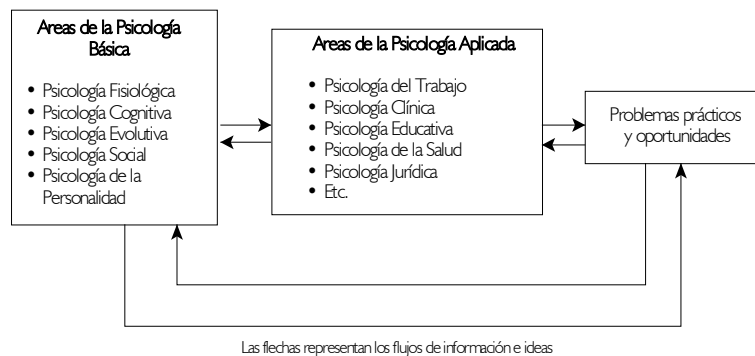 Areas de la Psicología
Básica
• Psicología Fisiológica
• Psicología Cognitiva
• Psicología Evolutiva
• Psicología Social
• Psicología de la
Personalidad
Areas de la Psicología Aplicada
• Psicología del Trabajo
• Psicología Clínica
• Psicología Educativa
• Psicología de la Salud
• Psicología Jurídica
• Etc.
Problemas prácticos
y oportunidades
Las flechas representan los flujos de información e ideas